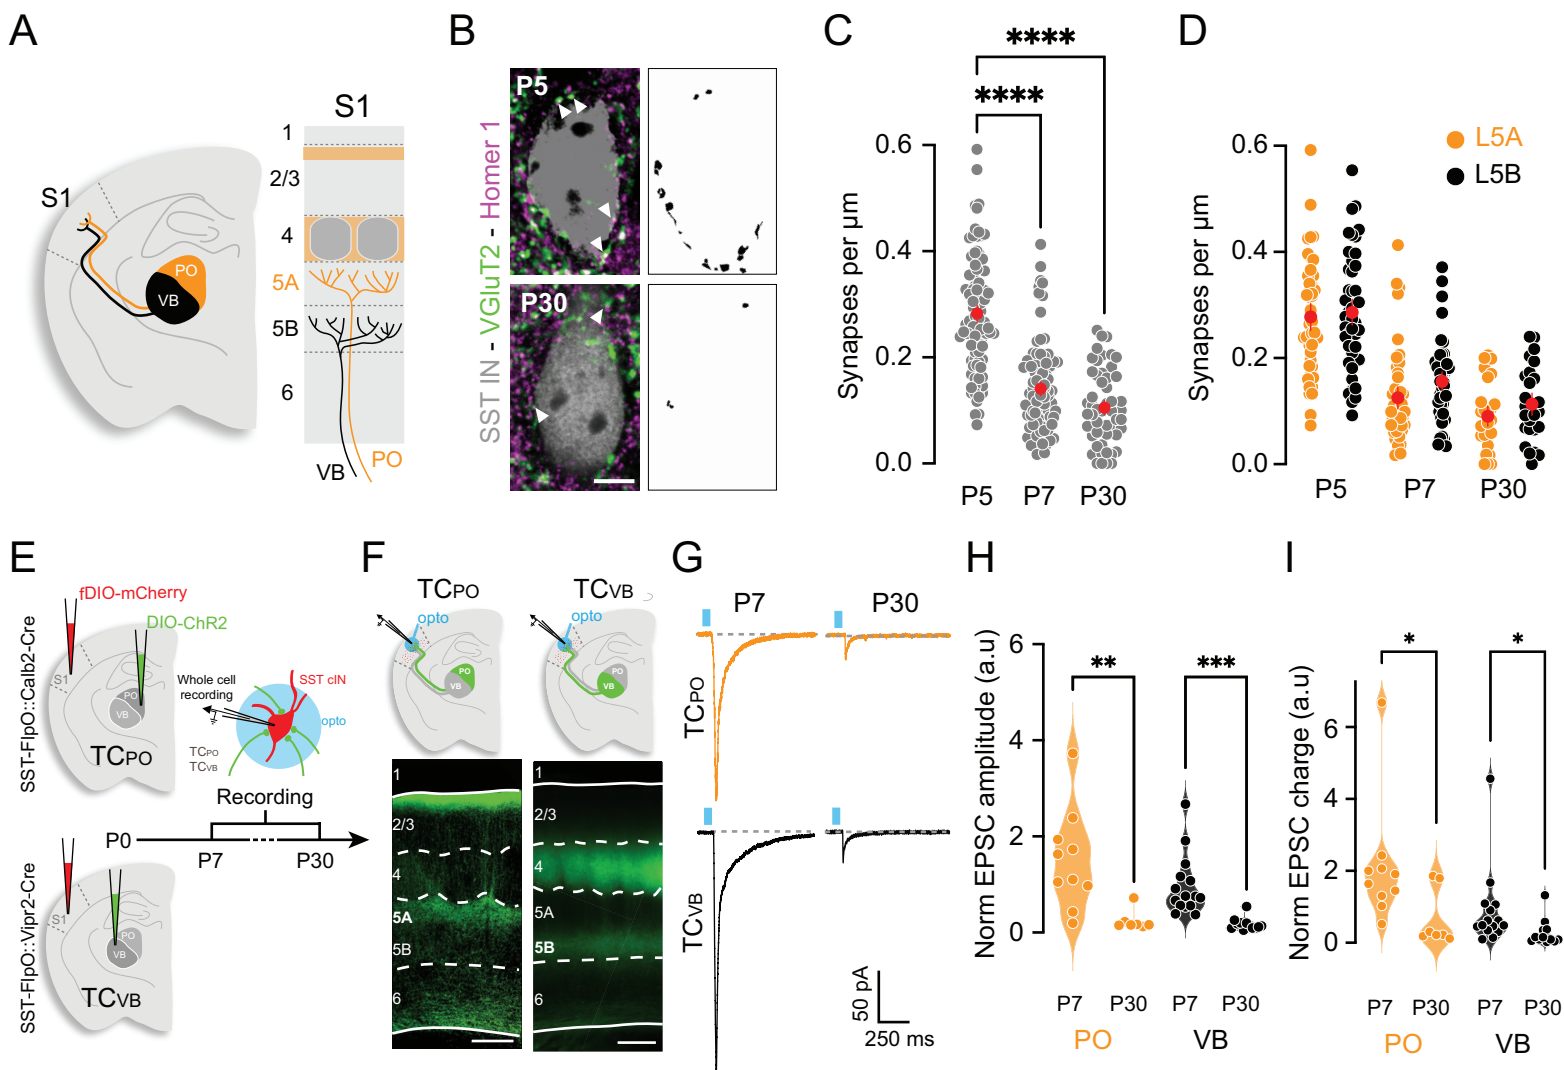 A
S1
PO
VB
S1
1
2/3
4
5A
5B
6
VB
PO
B
SST IN - VGluT2 - Homer 1
P5
P30
C
****
****
Synapses per µm
0.6
0.4
0.2
0.0
P5
P7
P30
D
L5A
L5B
Synapses per µm
0.6
0.4
0.2
0.0
P5
P7
P30
E
SST-FlpO::Calb2-Cre
fDIO-mCherry
DIO-ChR2
S1
PO
VB
TCPO
Whole cell
recording
SST cIN
opto
TCPO
TCVB
Recording
P0
P7
P30
SST-FlpO::Vipr2-Cre
S1
PO
VB
TCVB
F
TCPO
opto
PO
VB
TCVB
opto
PO
VB
1
2/3
4
5A
5B
6
1
2/3
4
5A
5B
6
G
P7
P30
TCPO
TCVB
50 pA
250 ms
H
Norm EPSC amplitude (a.u)
6
4
2
0
**
***
P7
P30
P7
P30
PO
VB
I
Norm EPSC charge (a.u)
6
4
2
0
*
*
P7
P30
P7
P30
PO
VB